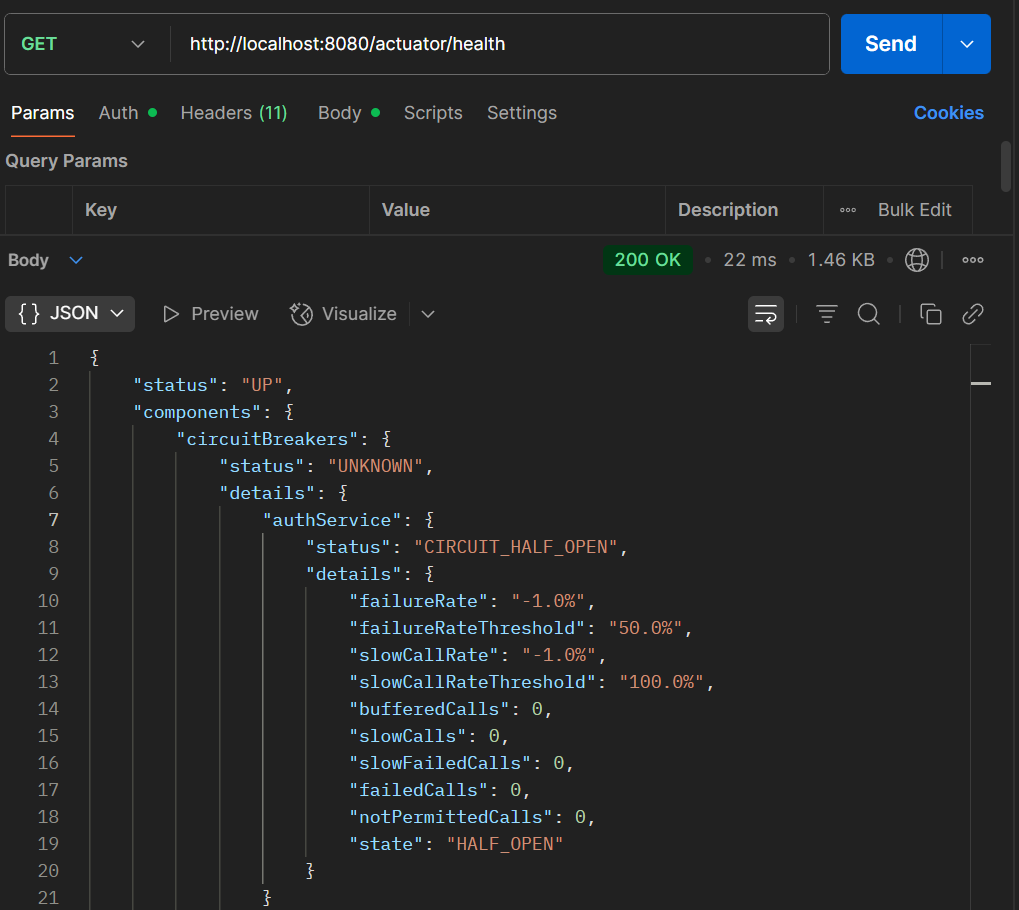 GET http://localhost:8080/actuator/health Send
Params Auth Headers (11) Body Scripts Settings Cookies
Query Params
Key Value Description Bulk Edit
Body 200 OK 22 ms 1.46 KB
{} JSON Preview Visualize
1 {
2 "status": "UP",
3 "components": {
4 "circuitBreakers": {
5 "status": "UNKNOWN",
6 "details": {
7 "authService": {
8 "status": "CIRCUIT_HALF_OPEN",
9 "details": {
10 "failureRate": "-1.0%",
11 "failureRateThreshold": "50.0%",
12 "slowCallRate": "-1.0%",
13 "slowCallRateThreshold": "100.0%",
14 "bufferedCalls": 0,
15 "slowCalls": 0,
16 "slowFailedCalls": 0,
17 "failedCalls": 0,
18 "notPermittedCalls": 0,
19 "state": "HALF_OPEN"
20 }
21 }